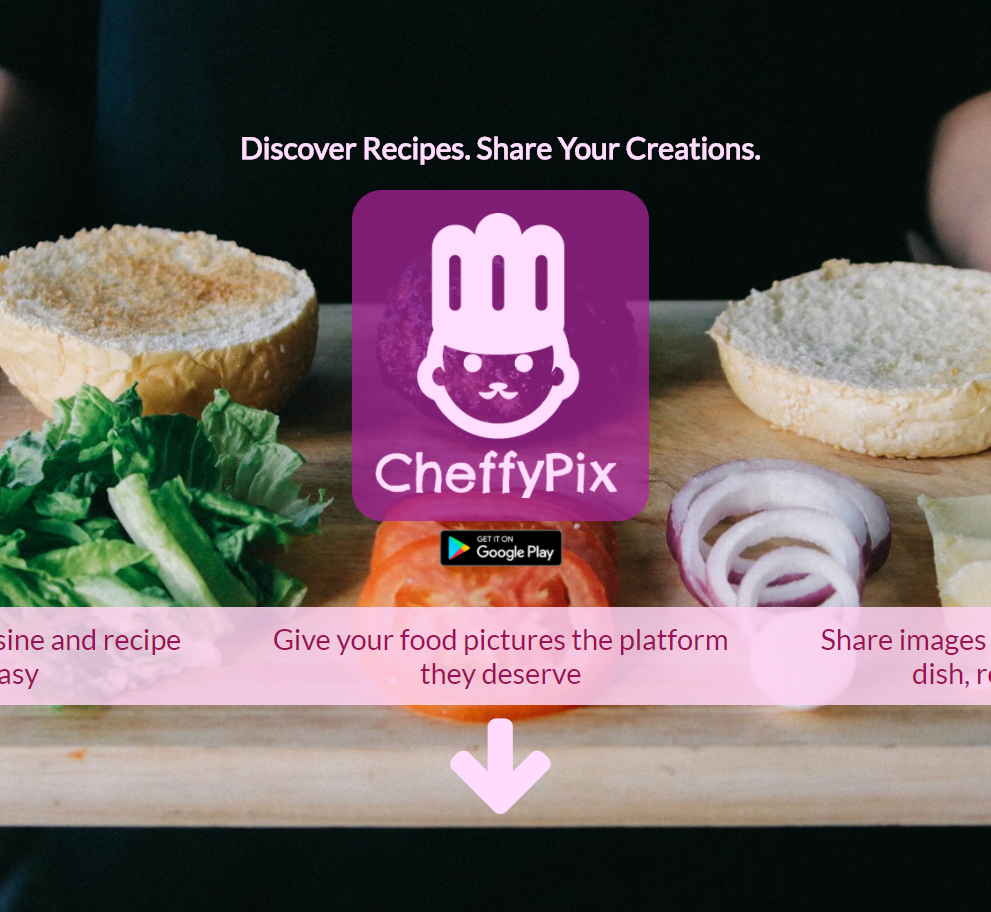 Discover Recipes. Share Your Creations.
CheffyPix
GET IT ON
Google Play
and recipe
Give your food pictures the platform
they deserve
Share images
dish,